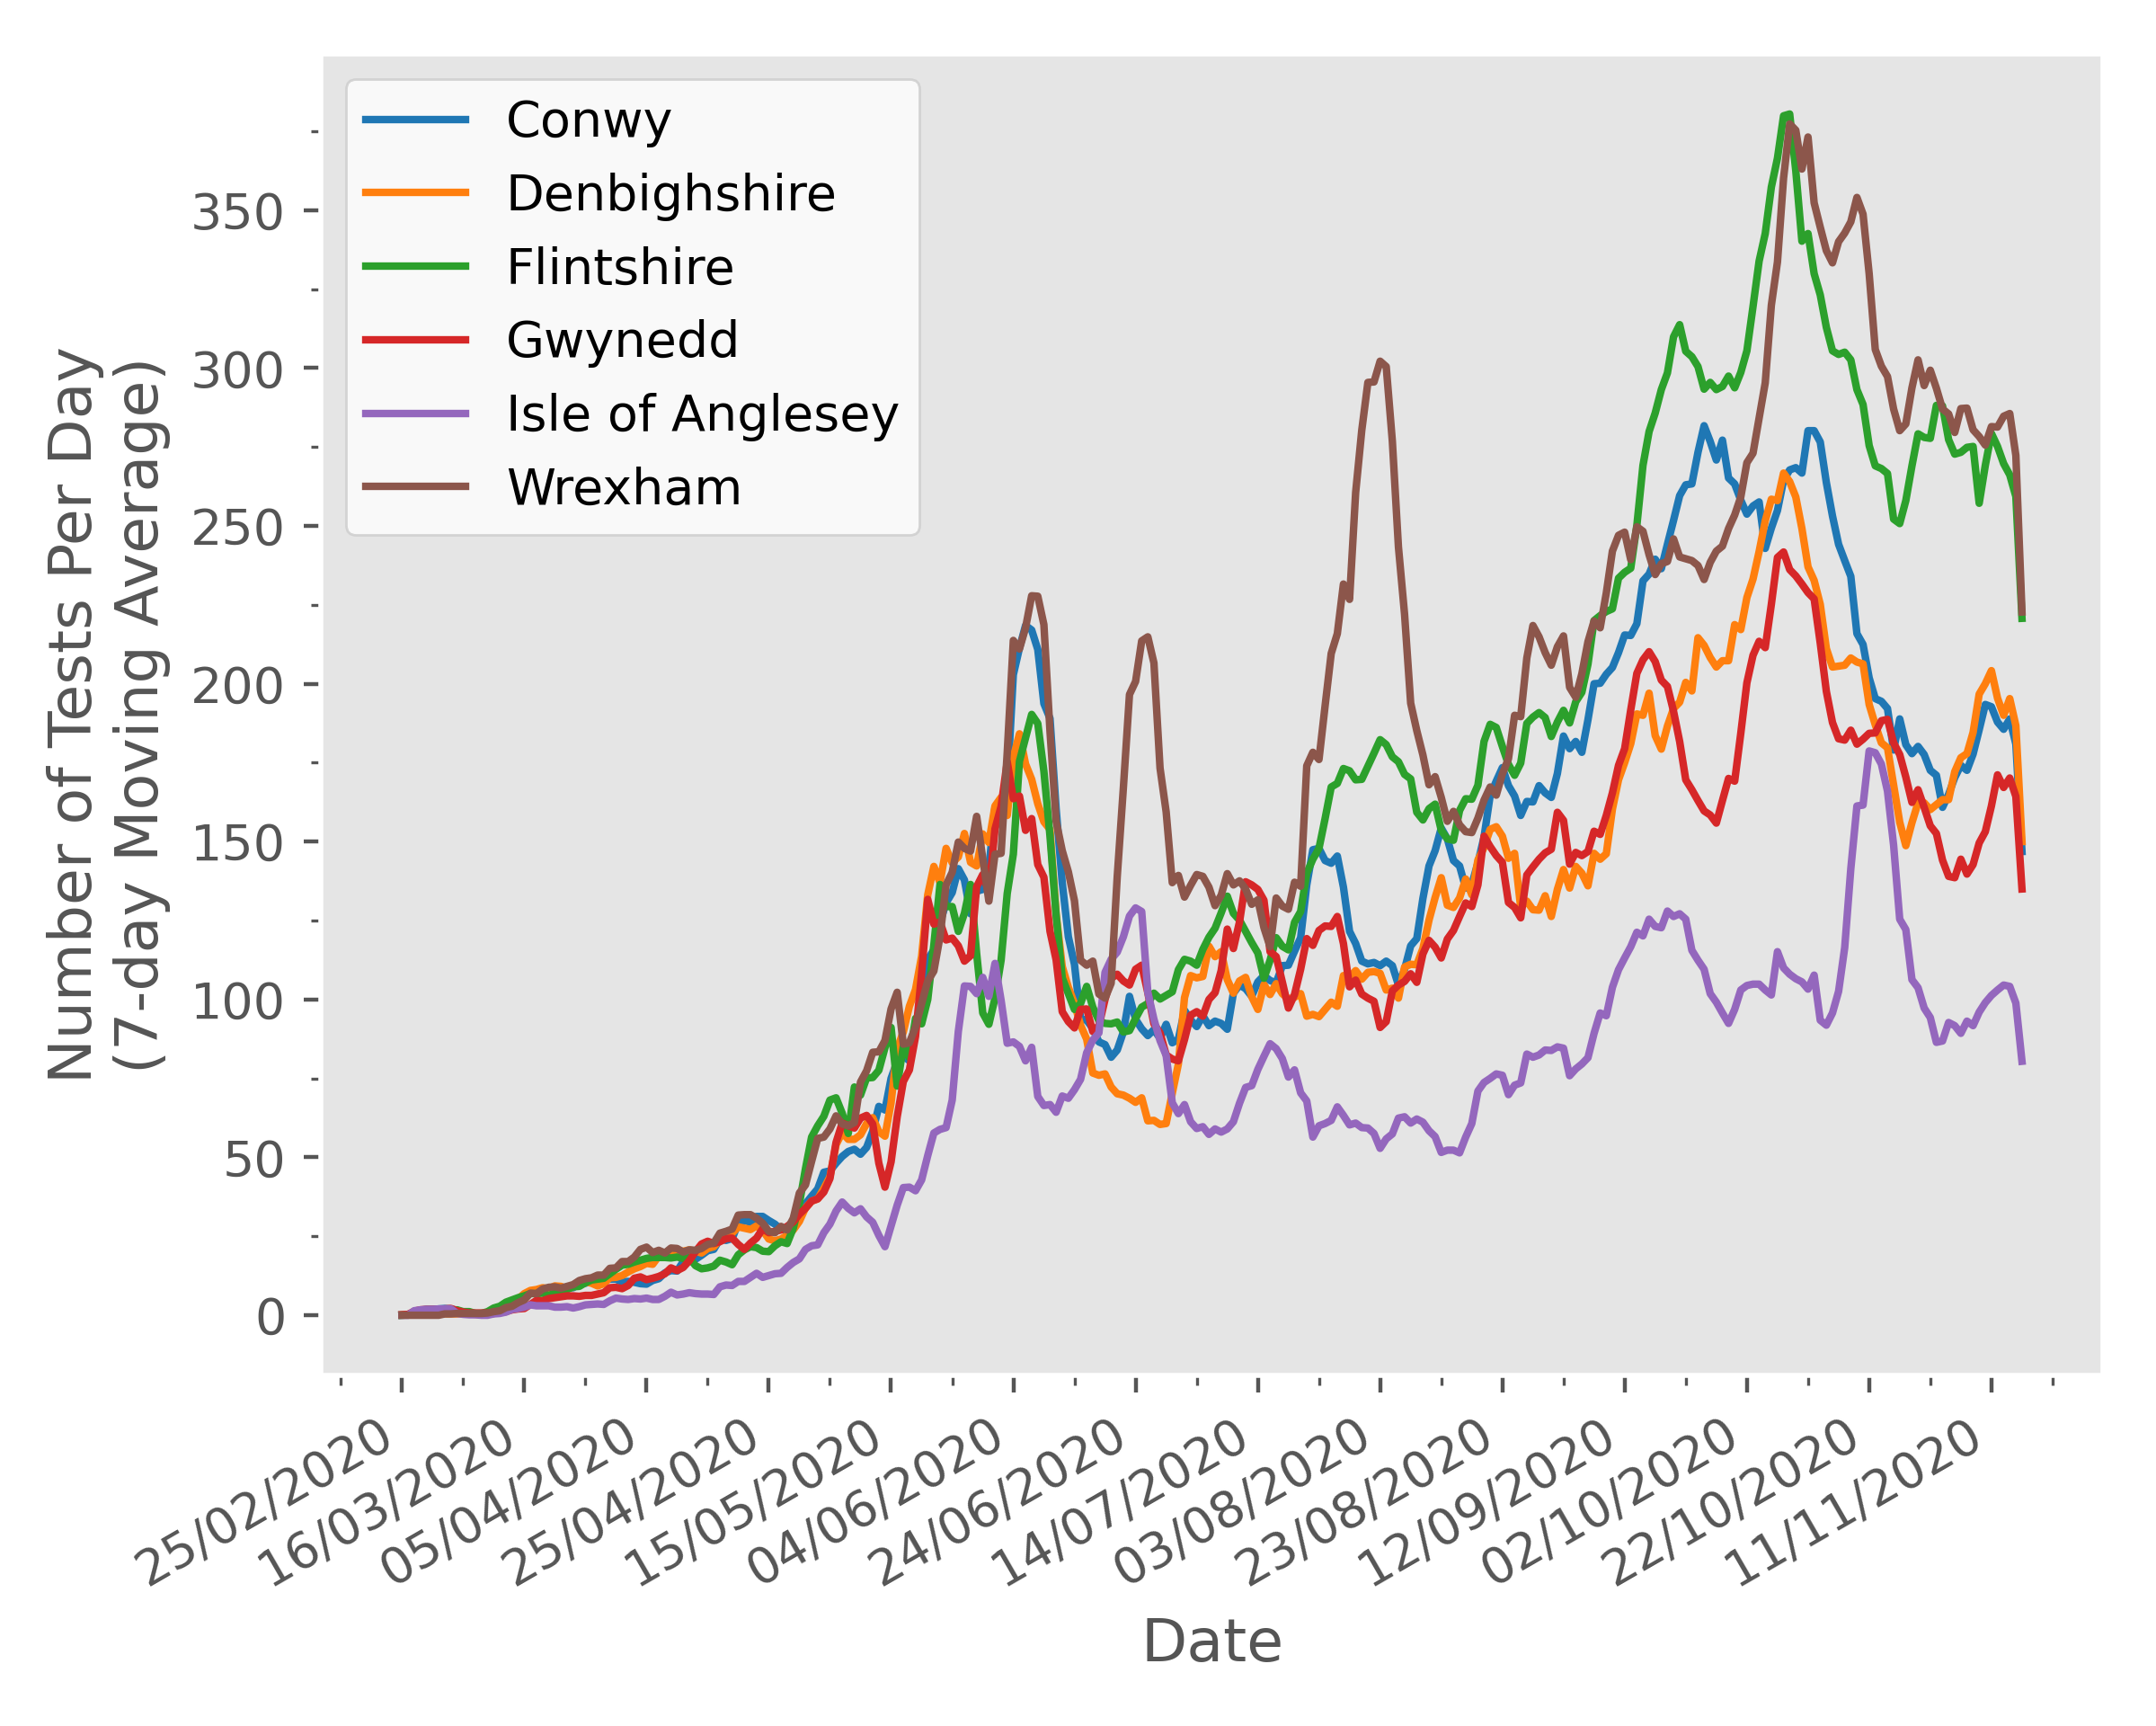 Conwy
Denbighshire
Flintshire
Gwynedd
Isle of Anglesey
Wrexham
Number of Tests Per Day
(7-day Moving Average)
350
300
250
200
150
100
50
0
25/02/2020
16/03/2020
05/04/2020
25/04/2020
15/05/2020
04/06/2020
24/06/2020
14/07/2020
03/08/2020
23/08/2020
12/09/2020
02/10/2020
22/10/2020
11/11/2020
Date